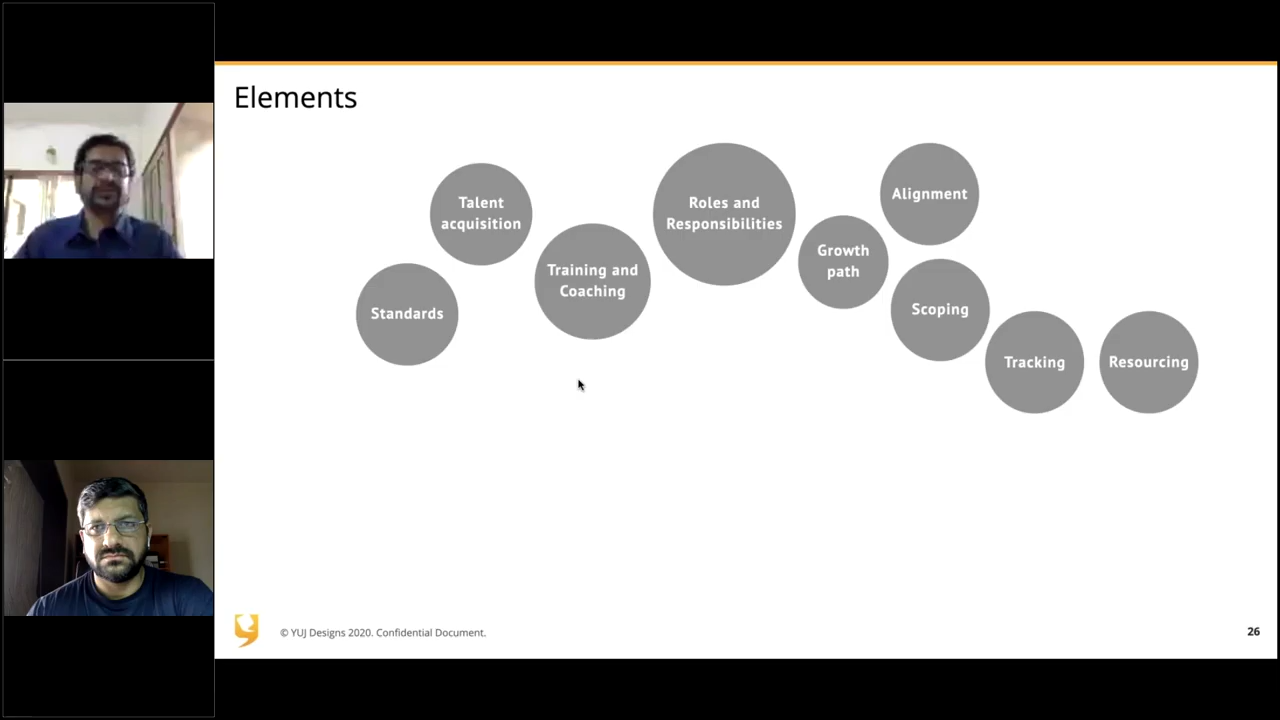 Elements
Talent
acquisition
Roles and
Responsibilities
Alignment
Growth
path
Training and
Coaching
Standards
Scoping
Tracking
Resourcing
© YUJ Designs 2020. Confidential Document.
26